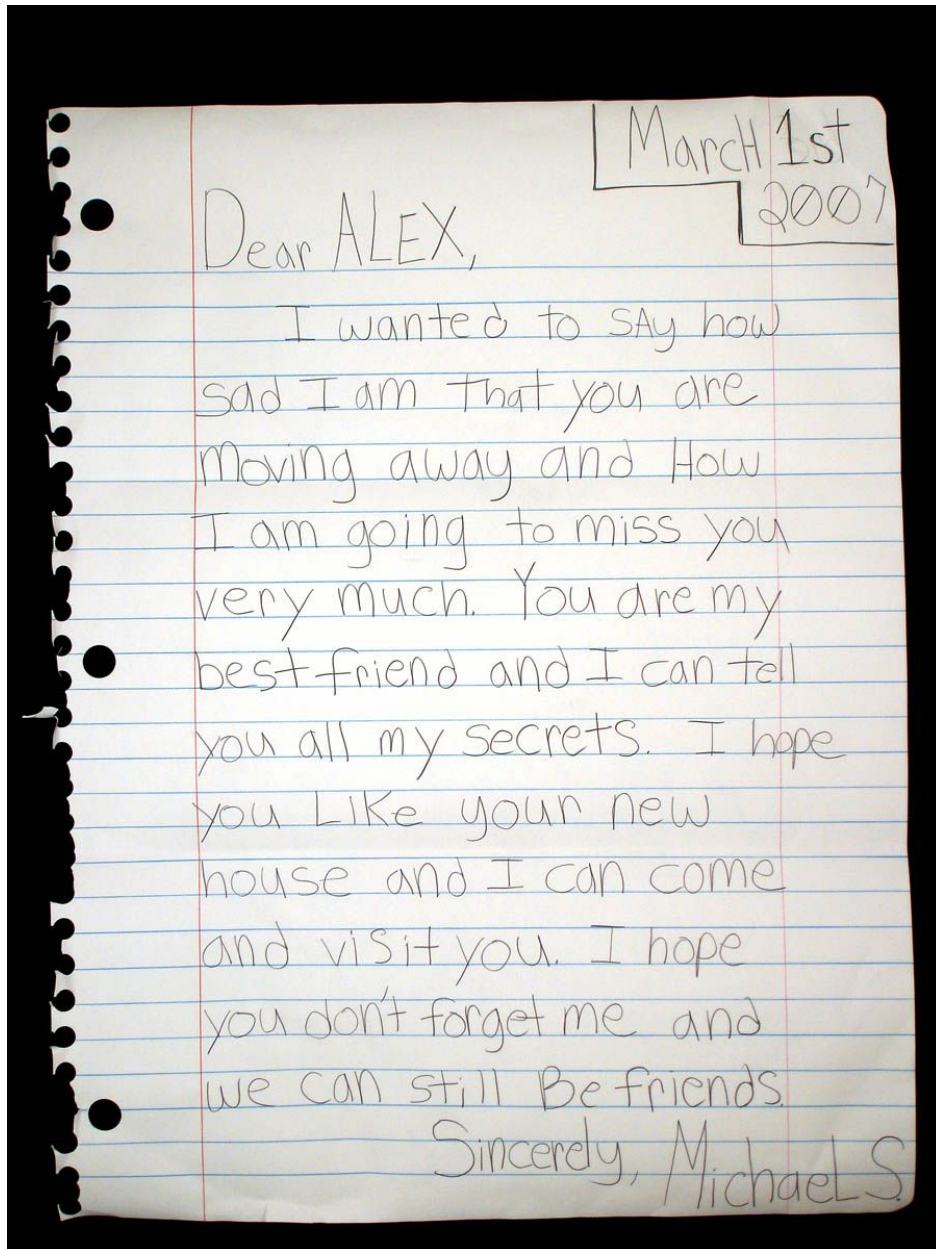 MarcH 1st
2007
Dear ALEX,
I wanted to SAy how
sad I am That you are
moving away and How
I am going to miss you
very much. You are my
best friend and I can tell
you all my secrets. I hope
you LiKe your new
house and I can come
and visit you. I hope
you don't forget me and
we can still Be friends.
Sincerely, MichaeL S.